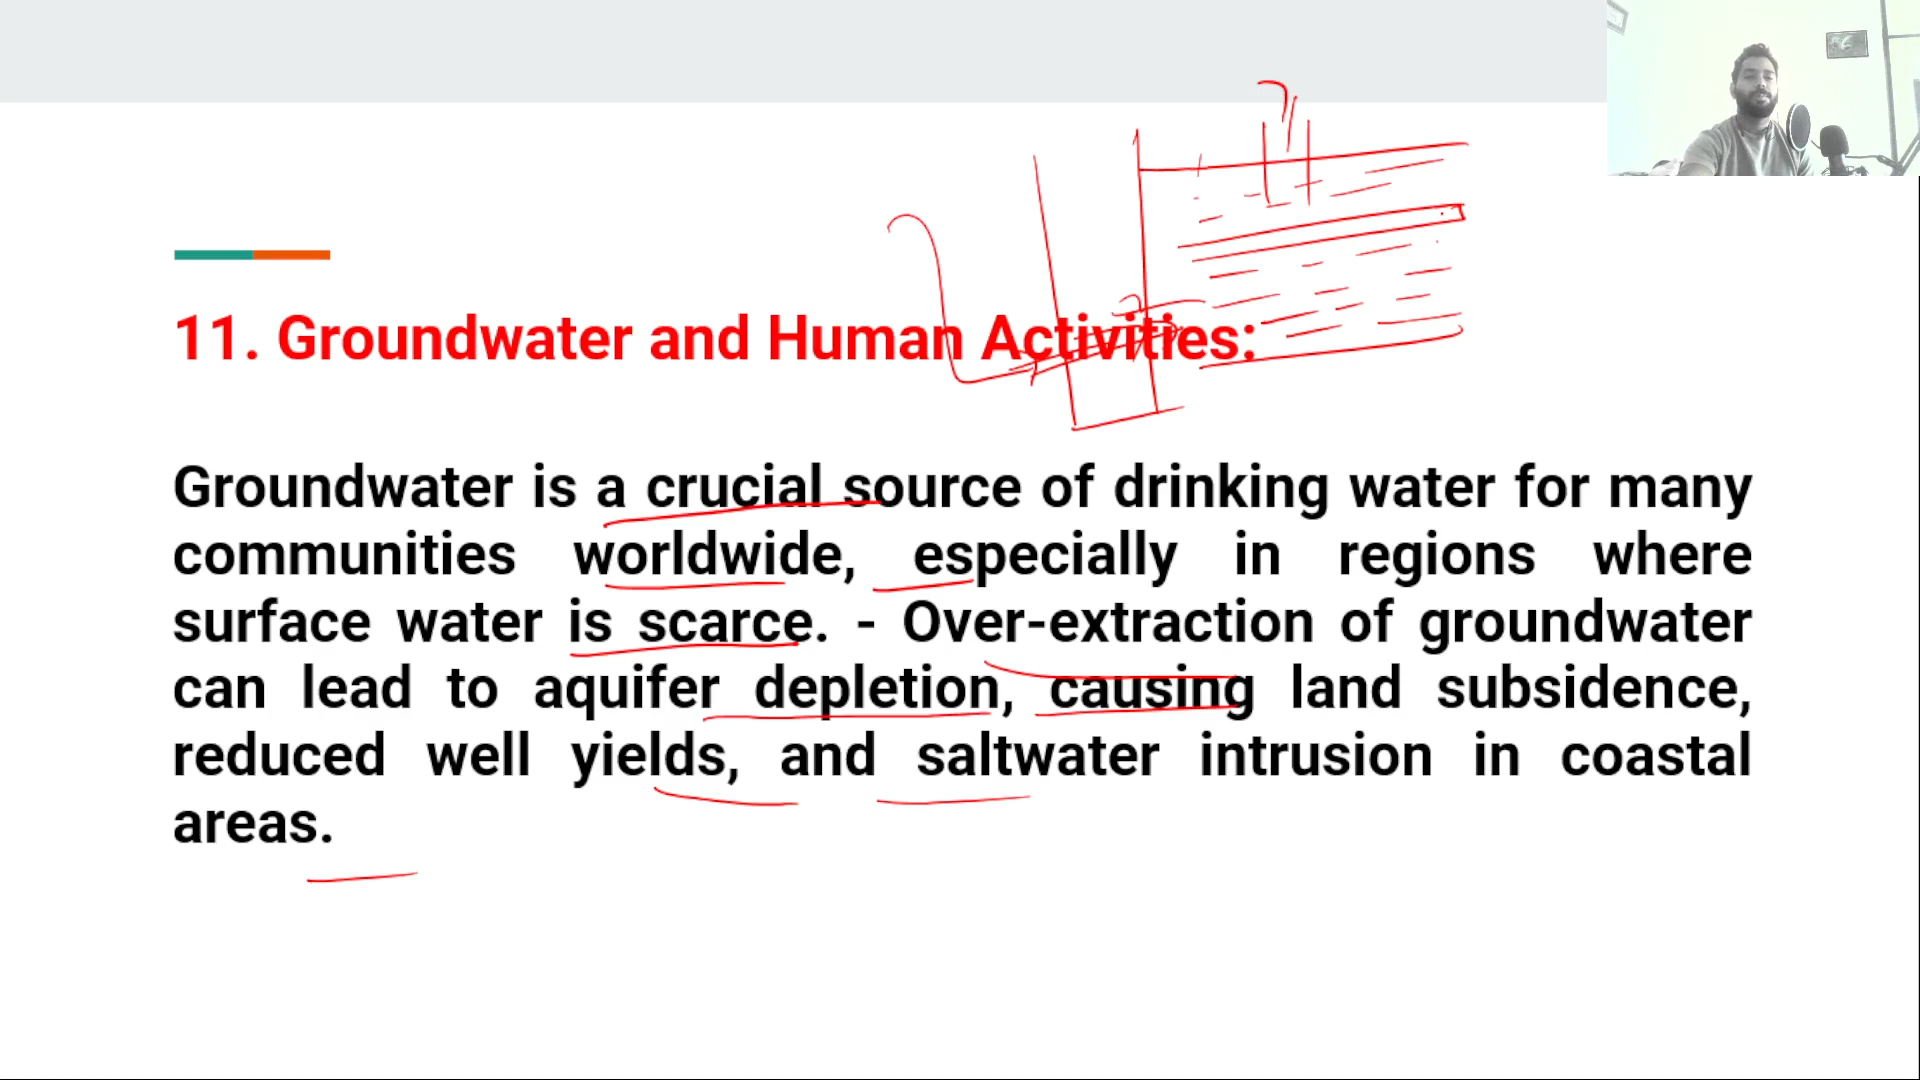 11. Groundwater and Human Activities:
Groundwater is a crucial source of drinking water for many
communities worldwide, especially in regions where
surface water is scarce. - Over-extraction of groundwater
can lead to aquifer depletion, causing land subsidence,
reduced well yields, and saltwater intrusion in coastal
areas.